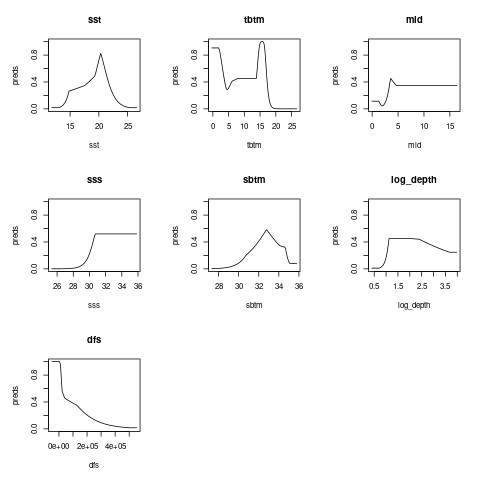 sst
preds
0.0 0.4 0.8
15 20 25
sst
tbtm
preds
0.0 0.4 0.8
0 5 10 15 20 25
tbtm
mld
preds
0.0 0.4 0.8
0 5 10 15
mld
sss
preds
0.0 0.4 0.8
26 28 30 32 34 36
sss
sbtm
preds
0.0 0.4 0.8
28 30 32 34 36
sbtm
log_depth
preds
0.0 0.4 0.8
0.5 1.5 2.5 3.5
log_depth
dfs
preds
0.0 0.4 0.8
0e+00 2e+05 4e+05
dfs